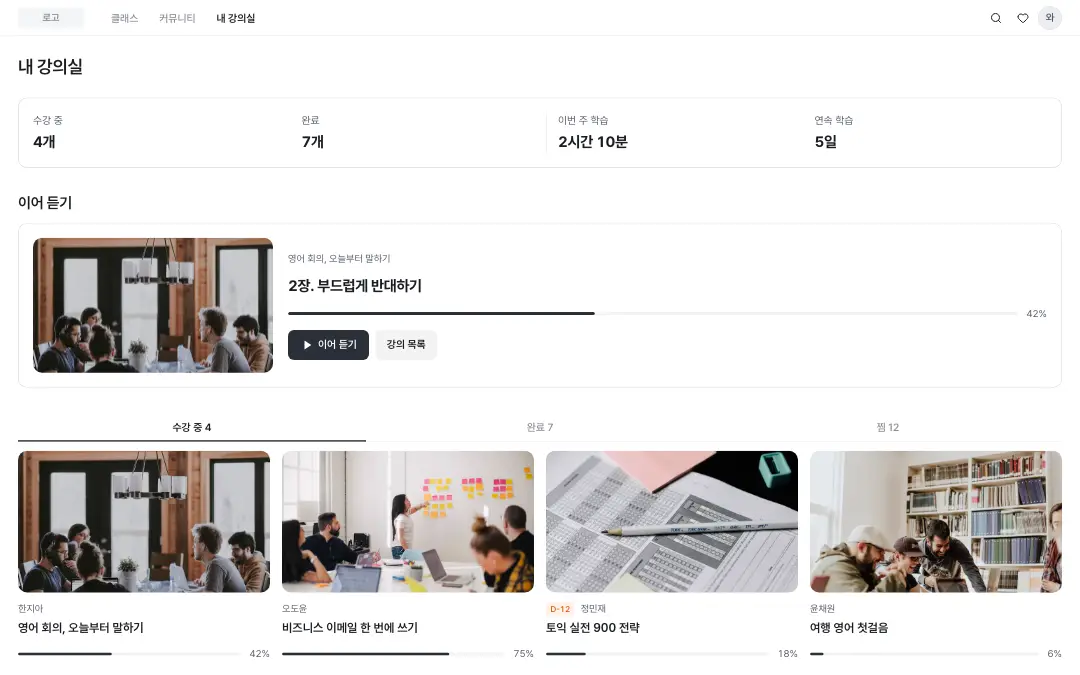 로고
클래스
커뮤니티
내 강의실
와
내 강의실
수강 중
4개
완료
7개
이번 주 학습
2시간 10분
연속 학습
5일
이어 듣기
영어 회의, 오늘부터 말하기
2장. 부드럽게 반대하기
42%
이어 듣기
강의 목록
수강 중 4
완료 7
찜 12
한지아
영어 회의, 오늘부터 말하기
42%
오도윤
비즈니스 이메일 한 번에 쓰기
75%
D-12 정민재
토익 실전 900 전략
18%
윤채원
여행 영어 첫걸음
6%